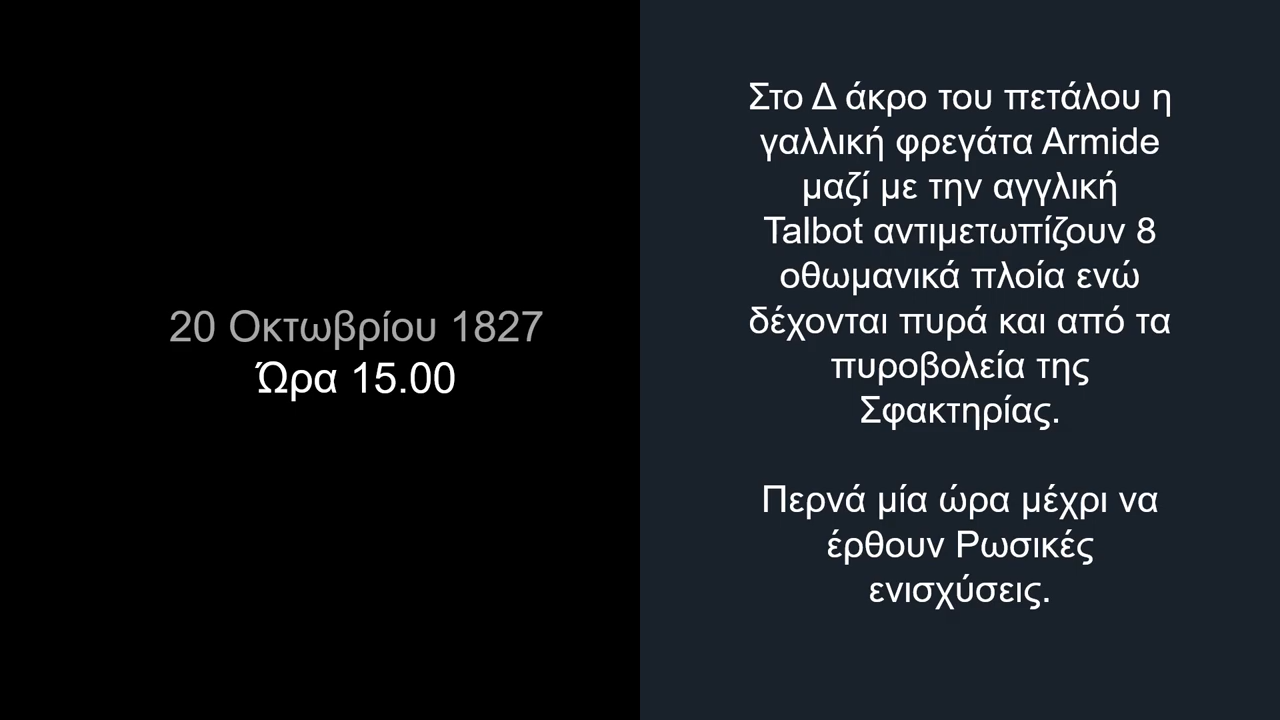 20 Οκτωβρίου 1827
Ώρα 15.00
Στο Δ άκρο του πετάλου η
γαλλική φρεγάτα Armide
μαζί με την αγγλική
Talbot αντιμετωπίζουν 8
οθωμανικά πλοία ενώ
δέχονται πυρά και από τα
πυροβολεία της
Σφακτηρίας.
Περνά μία ώρα μέχρι να
έρθουν Ρωσικές
ενισχύσεις.